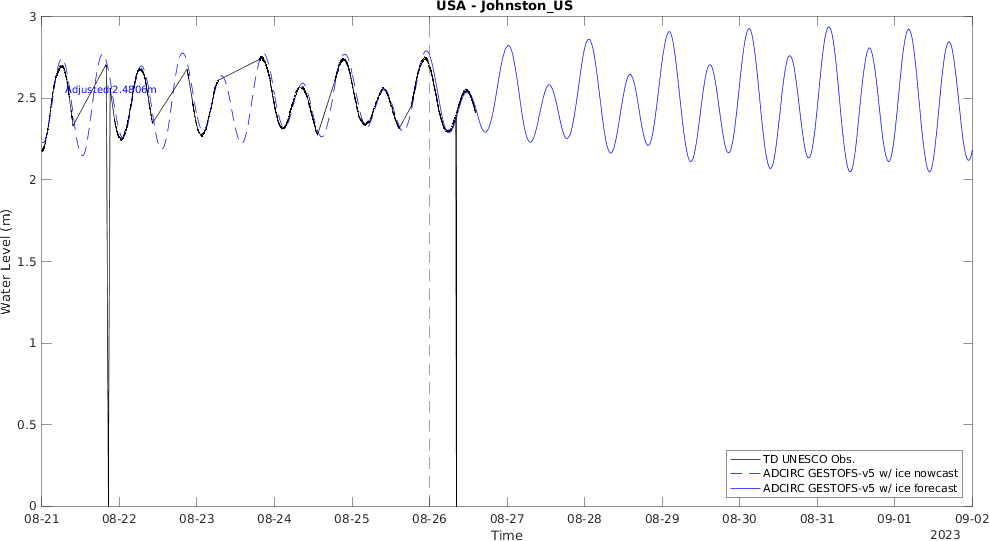 USA - Johnston_US
3
2.5
2
1.5
1
0.5
0
Water Level (m)
Adjusted 2.4806m
TD UNESCO Obs.
ADCIRC GESTOFS-v5 w/ ice nowcast
ADCIRC GESTOFS-v5 w/ ice forecast
08-21 08-22 08-23 08-24 08-25 08-26 08-27 08-28 08-29 08-30 08-31 09-01 09-02
Time
2023